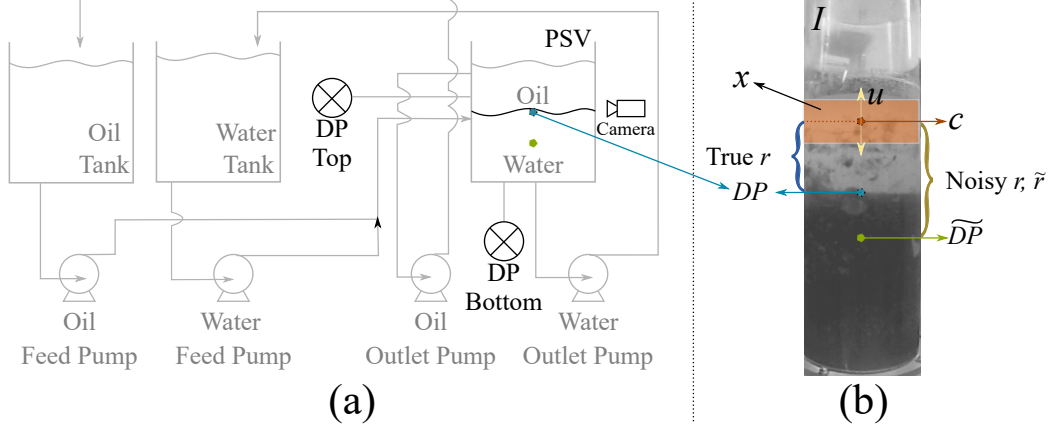 PSV
I
Oil
Tank
Water
Tank
DP
Top
Oil
Camera
Water
x
u
c
True r
DP
Noisy r, r̃
D͠P
DP
Bottom
Oil
Feed Pump
Water
Feed Pump
Oil
Outlet Pump
Water
Outlet Pump
(a)
(b)